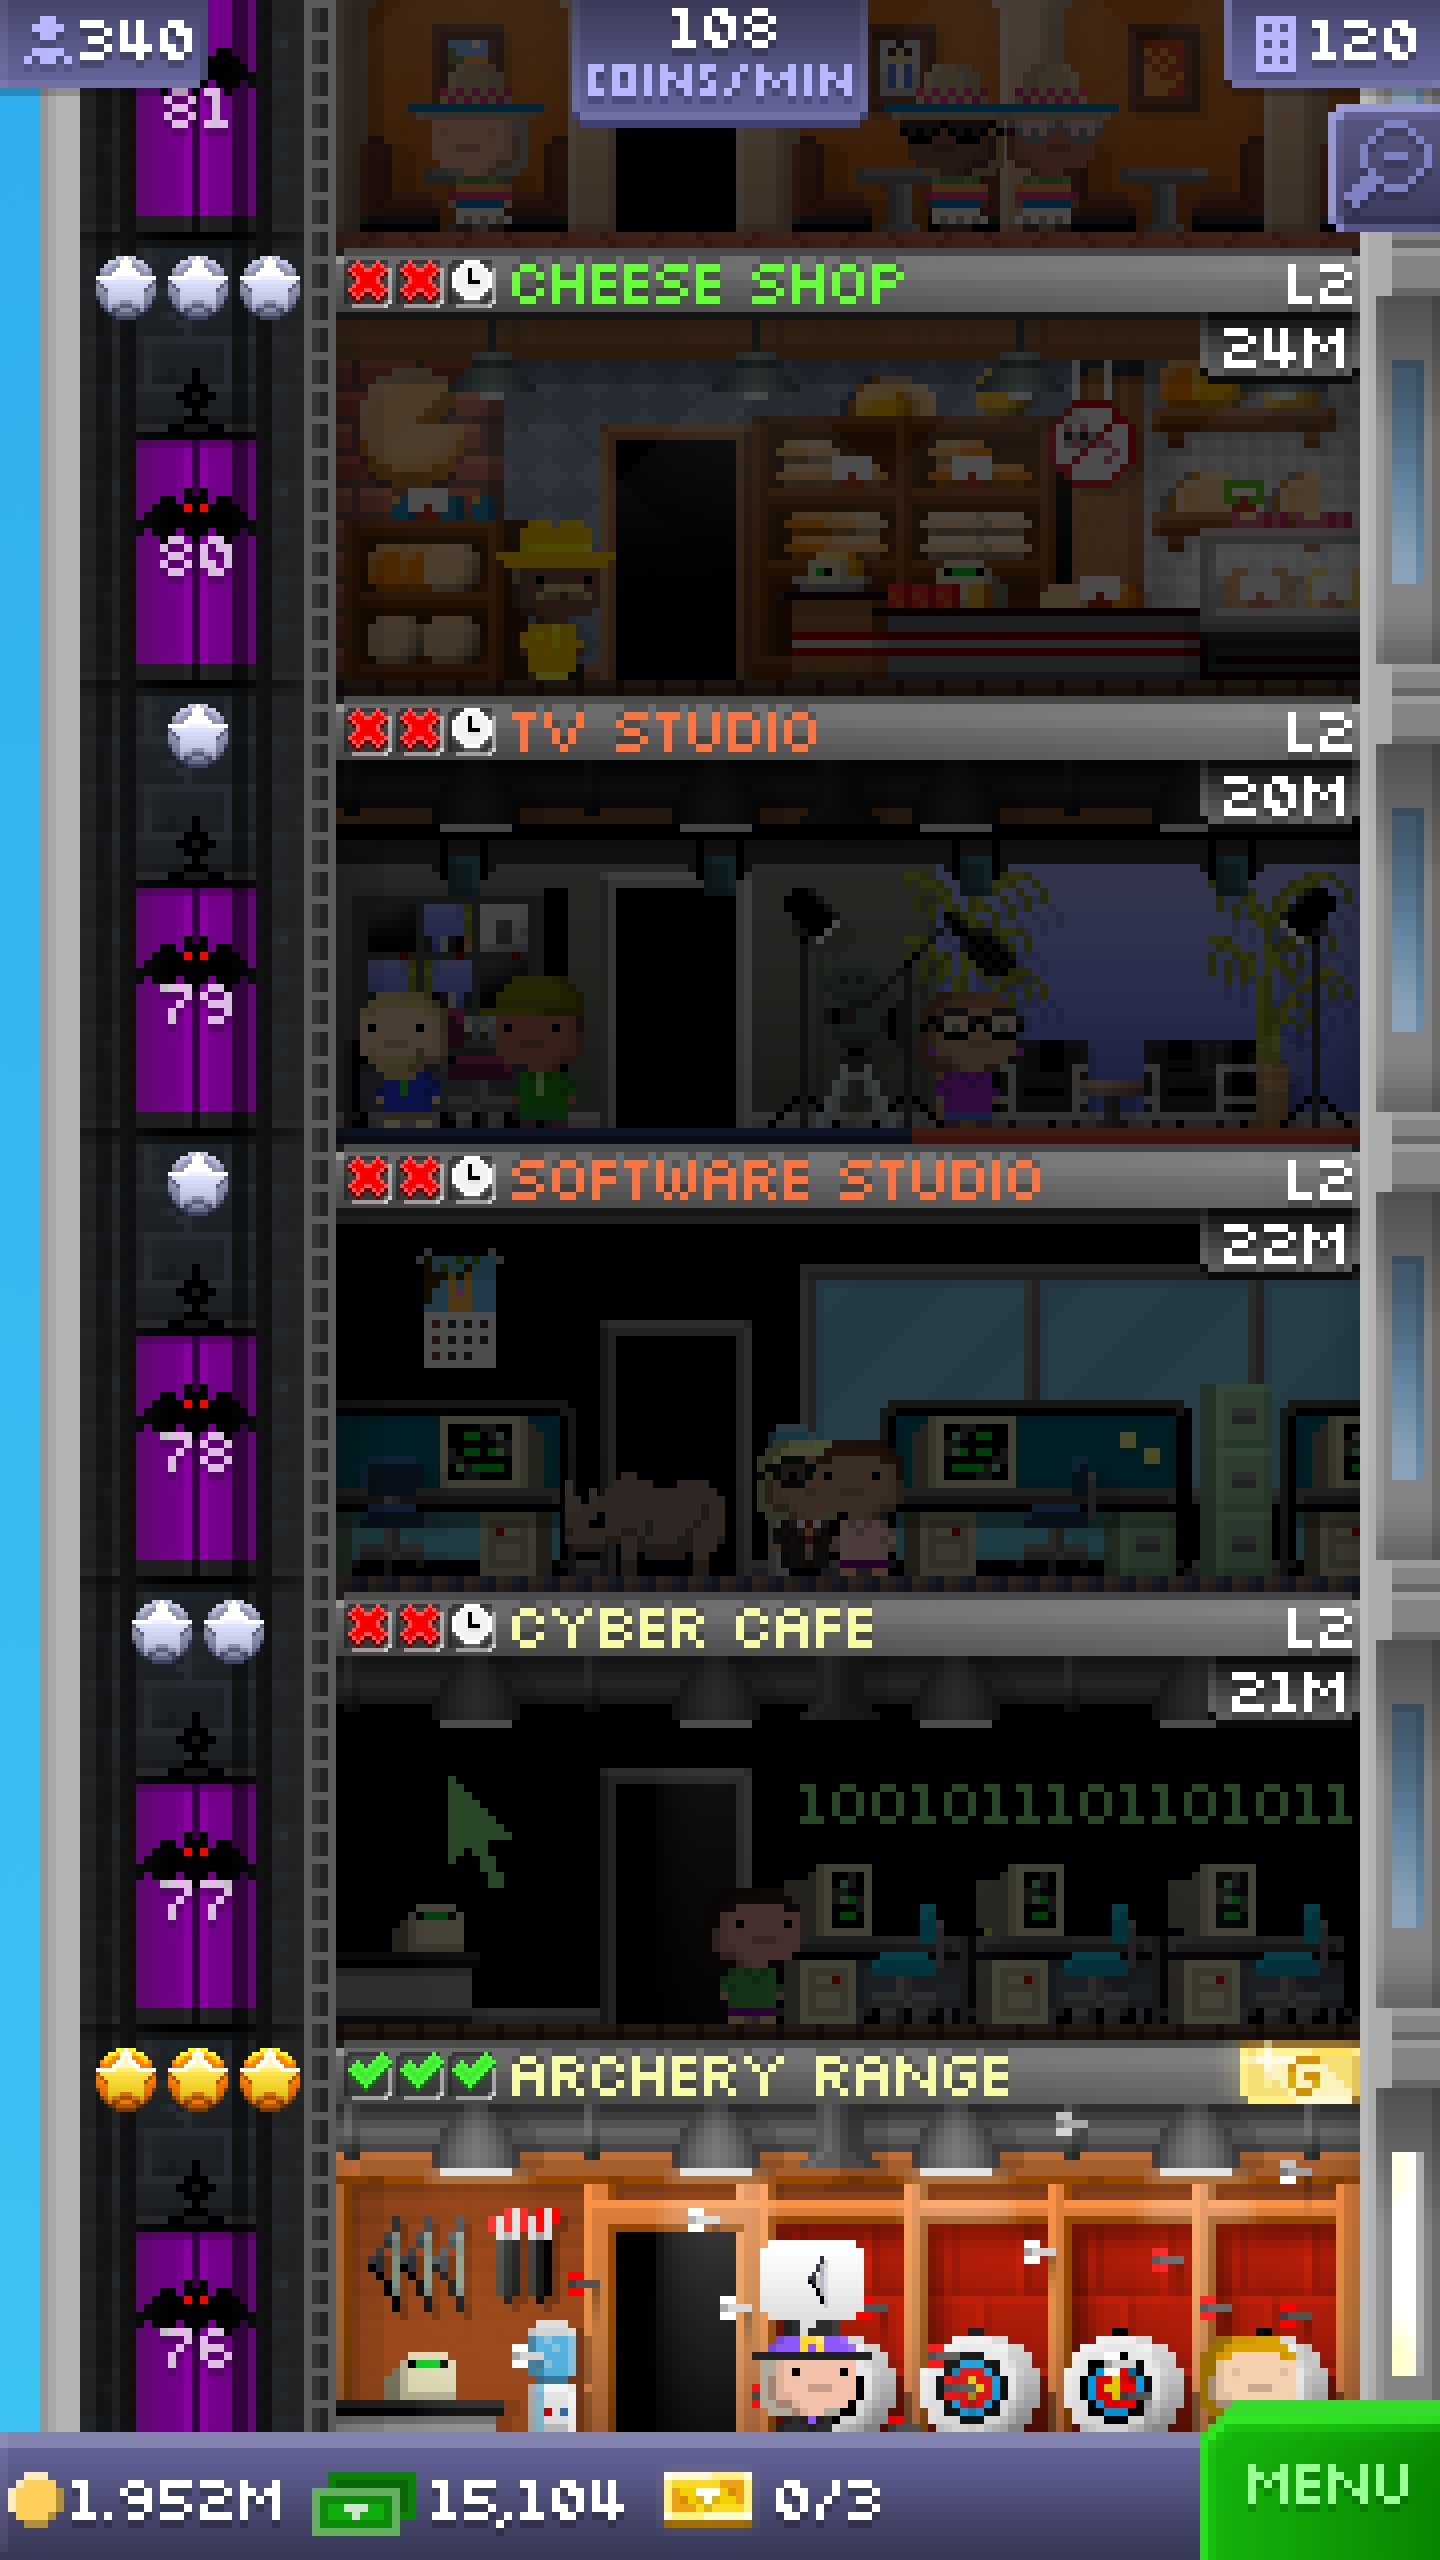 340
108
COINS/MIN
120
81
CHEESE SHOP
L2
24M
80
TV STUDIO
L2
20M
79
SOFTWARE STUDIO
L2
22M
78
CYBER CAFE
L2
21M
1001011101101011
77
ARCHERY RANGE
G
76
1.952M
15,104
0/3
MENU